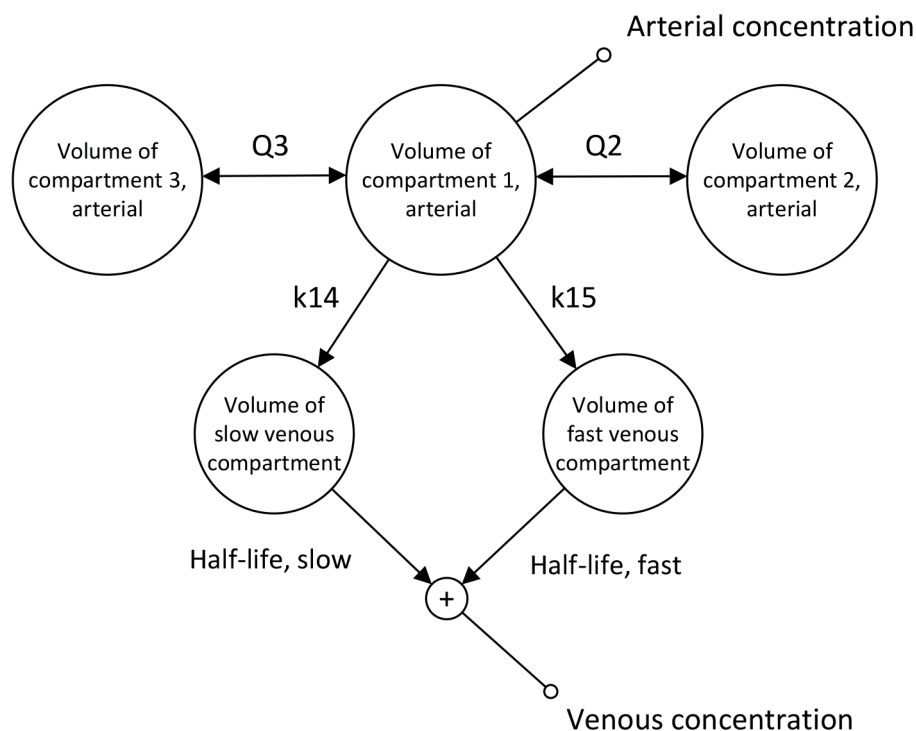 Arterial concentration
Volume of
compartment 3,
arterial
Q3
Volume of
compartment 1,
arterial
Q2
Volume of
compartment 2,
arterial
k14
k15
Volume of
slow venous
compartment
Volume of
fast venous
compartment
Half-life, slow
Half-life, fast
+
Venous concentration